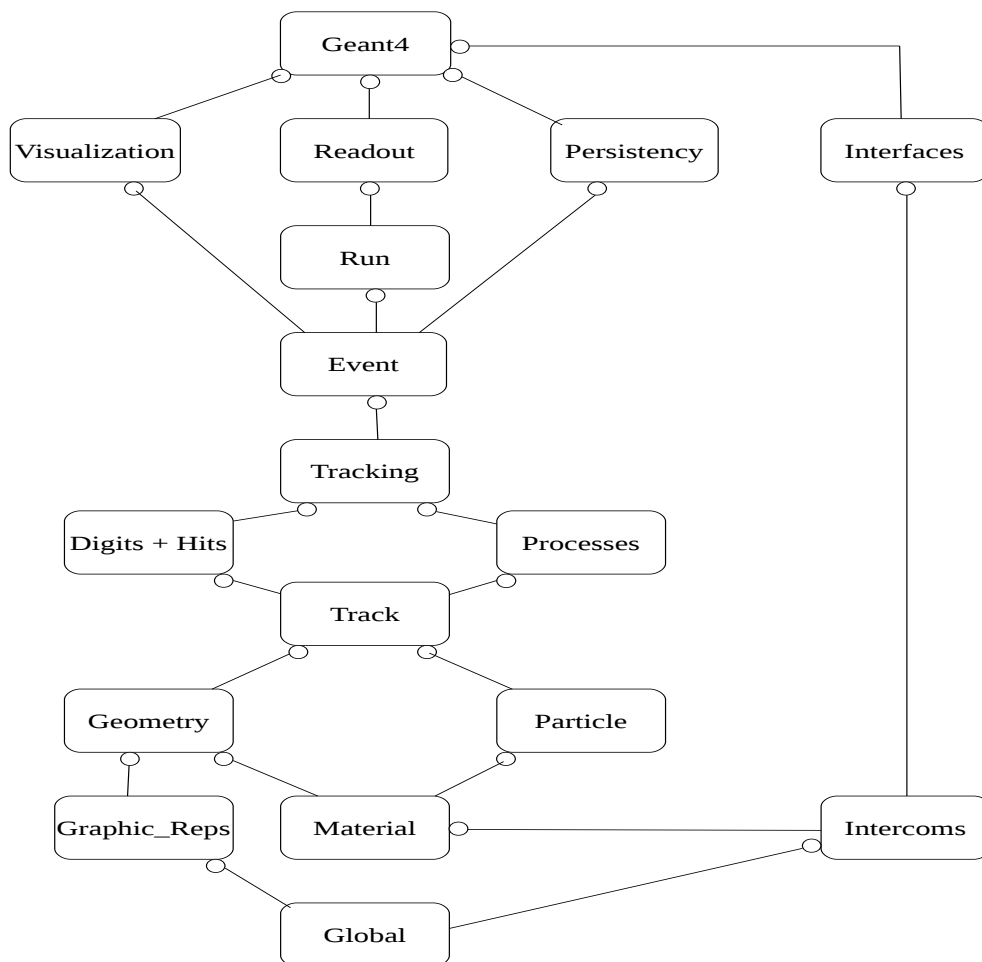 Geant4
Visualization
Readout
Persistency
Interfaces
Run
Event
Tracking
Digits + Hits
Processes
Track
Geometry
Particle
Graphic_Reps
Material
Intercoms
Global